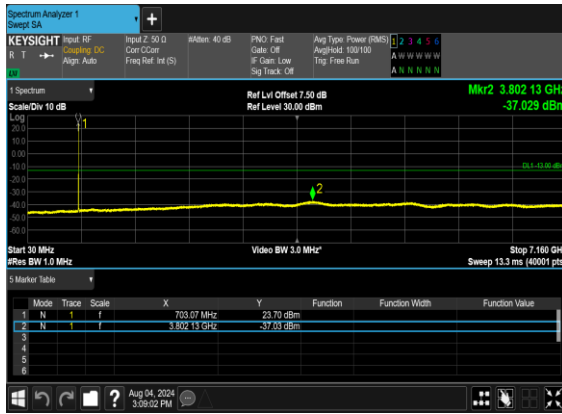 Spectrum Analyzer 1
Swept SA
+
KEYSIGHT Input: RF Input Z: 50 Ω #Atten: 40 dB PNO: Fast Avg Type: Power (RMS) 1 2 3 4 5 6
R T Coupling: DC Corr CCorr Gate: Off Avg|Hold: 100/100 A W W W W W
Align: Auto Freq Ref: Int (S) IF Gain: Low Trig: Free Run
LXI Sig Track: Off A N N N N N
1 Spectrum Ref Lvl Offset 7.50 dB Mkr2 3.802 13 GHz
Scale/Div 10 dB Ref Level 30.00 dBm -37.029 dBm
Log
20.0
10.0
0.00
-10.0
-20.0
-30.0
-40.0
-50.0
-60.0
1
DL1 -13.00 dBm
2
Start 30 MHz Video BW 3.0 MHz* Stop 7.160 GHz
#Res BW 1.0 MHz Sweep 13.3 ms (40001 pts)
5 Marker Table
Mode Trace Scale X Y Function Function Width Function Value
1 N 1 f 703.07 MHz 23.70 dBm
2 N 1 f 3.802 13 GHz -37.03 dBm
3
4
5
6
? Aug 04, 2024
3:09:02 PM